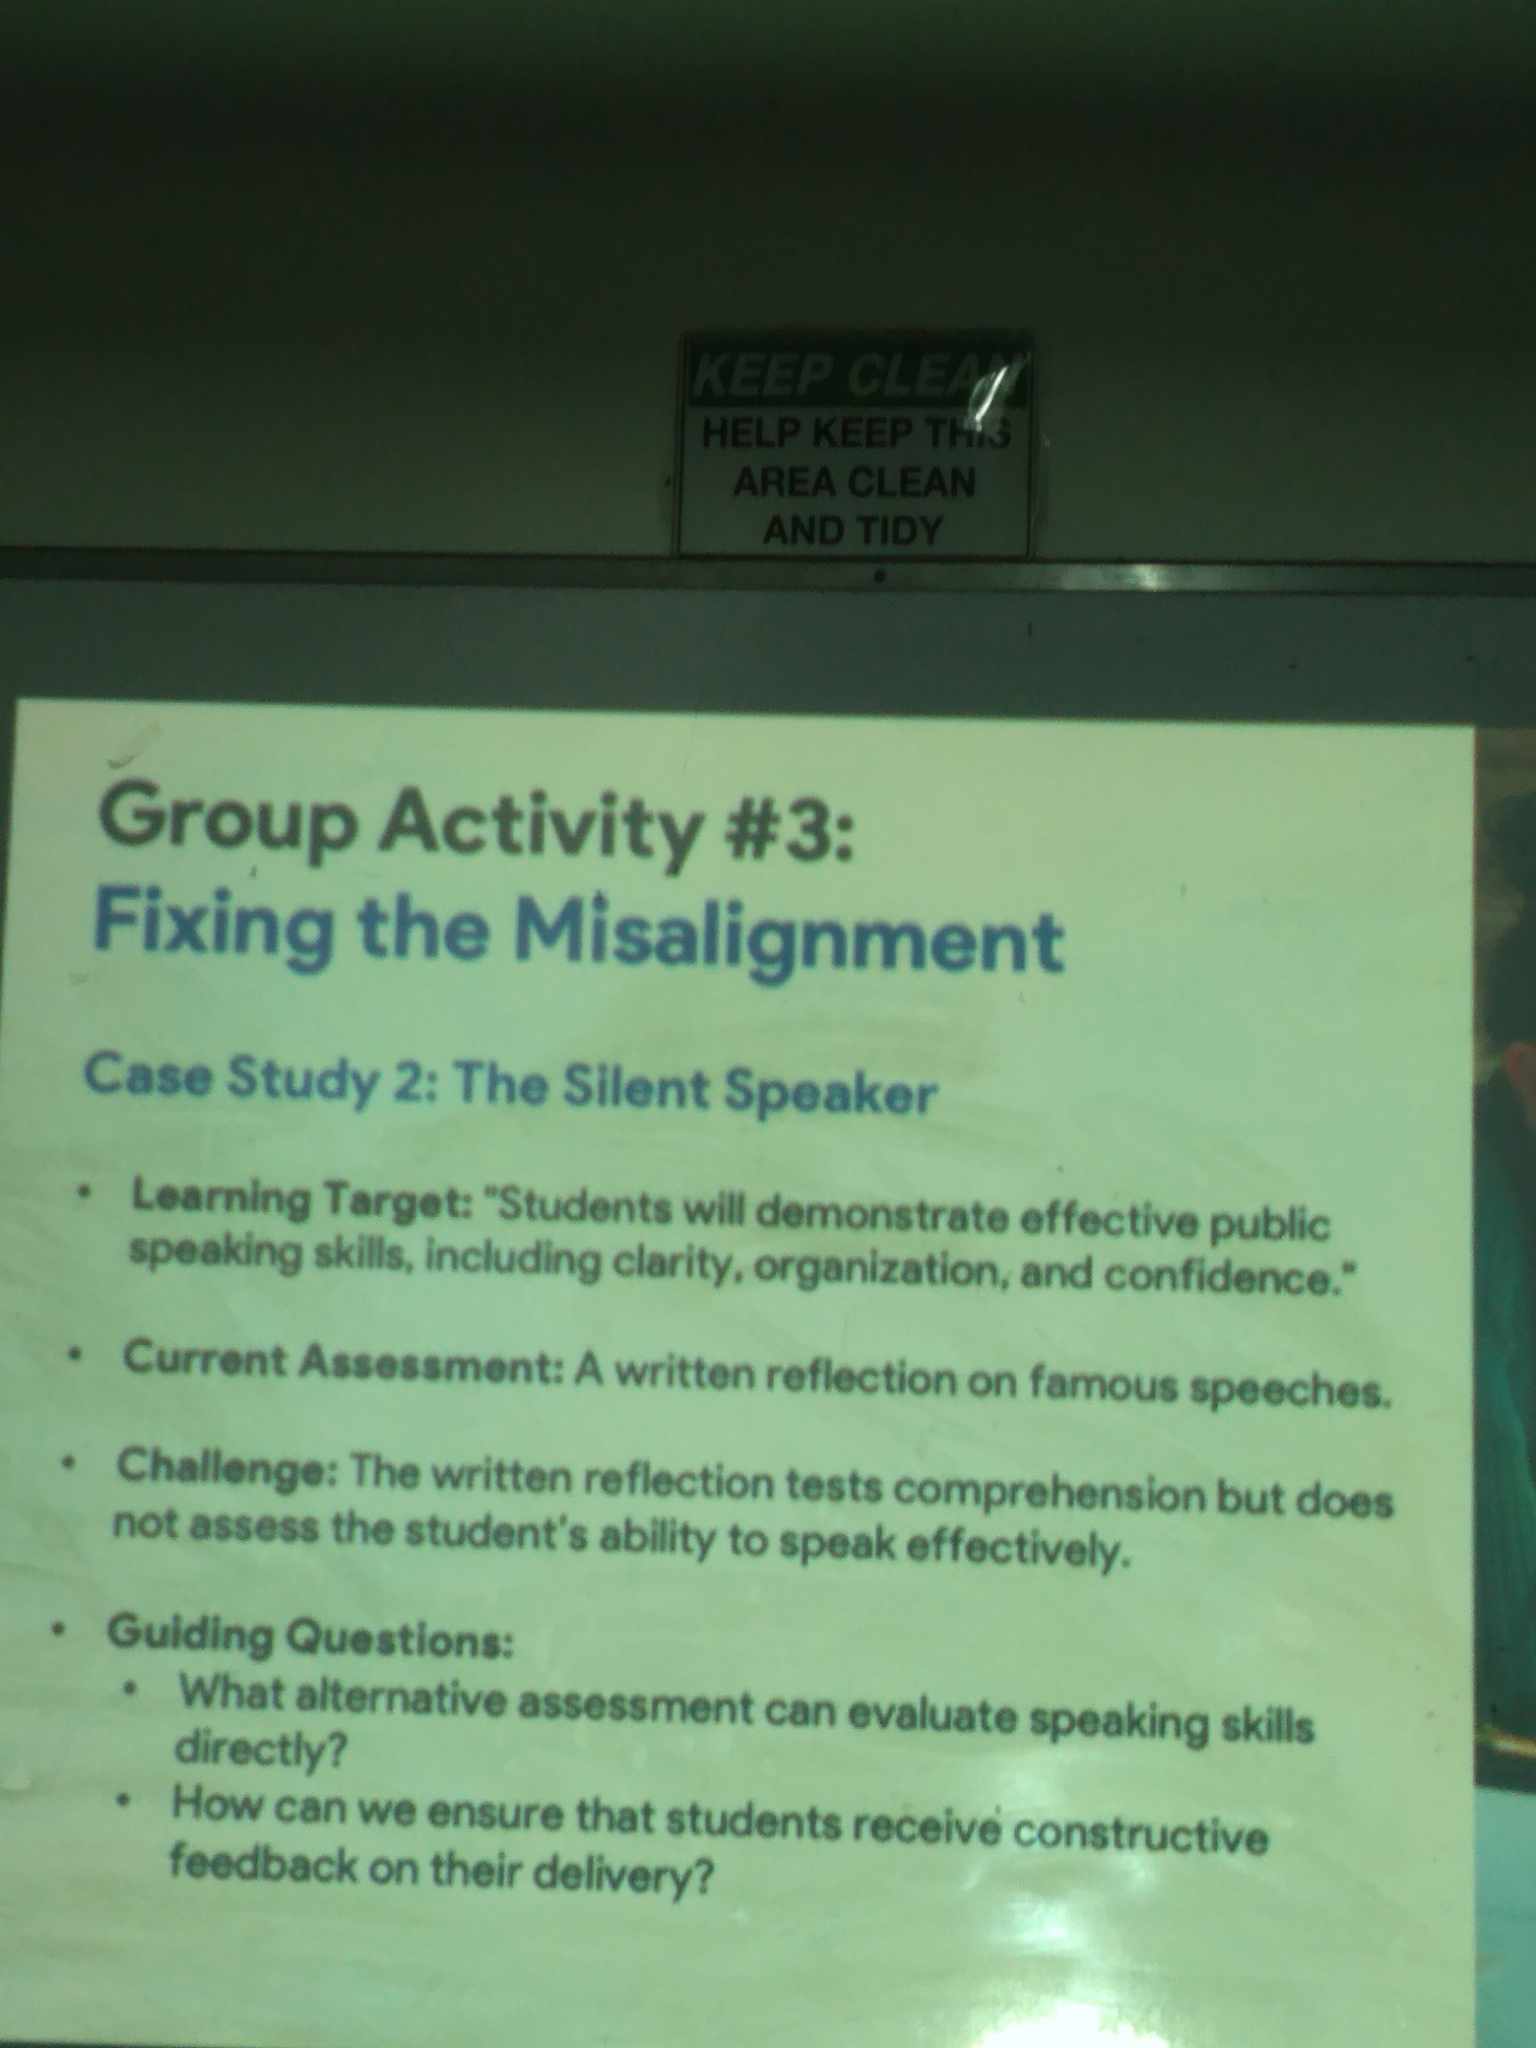 KEEP CLEAN
HELP KEEP THIS
AREA CLEAN
AND TIDY
Group Activity #3:
Fixing the Misalignment
Case Study 2: The Silent Speaker
• Learning Target: "Students will demonstrate effective public
speaking skills, including clarity, organization, and confidence."
• Current Assessment: A written reflection on famous speeches.
• Challenge: The written reflection tests comprehension but does
not assess the student's ability to speak effectively.
• Guiding Questions:
• What alternative assessment can evaluate speaking skills
directly?
• How can we ensure that students receive constructive
feedback on their delivery?